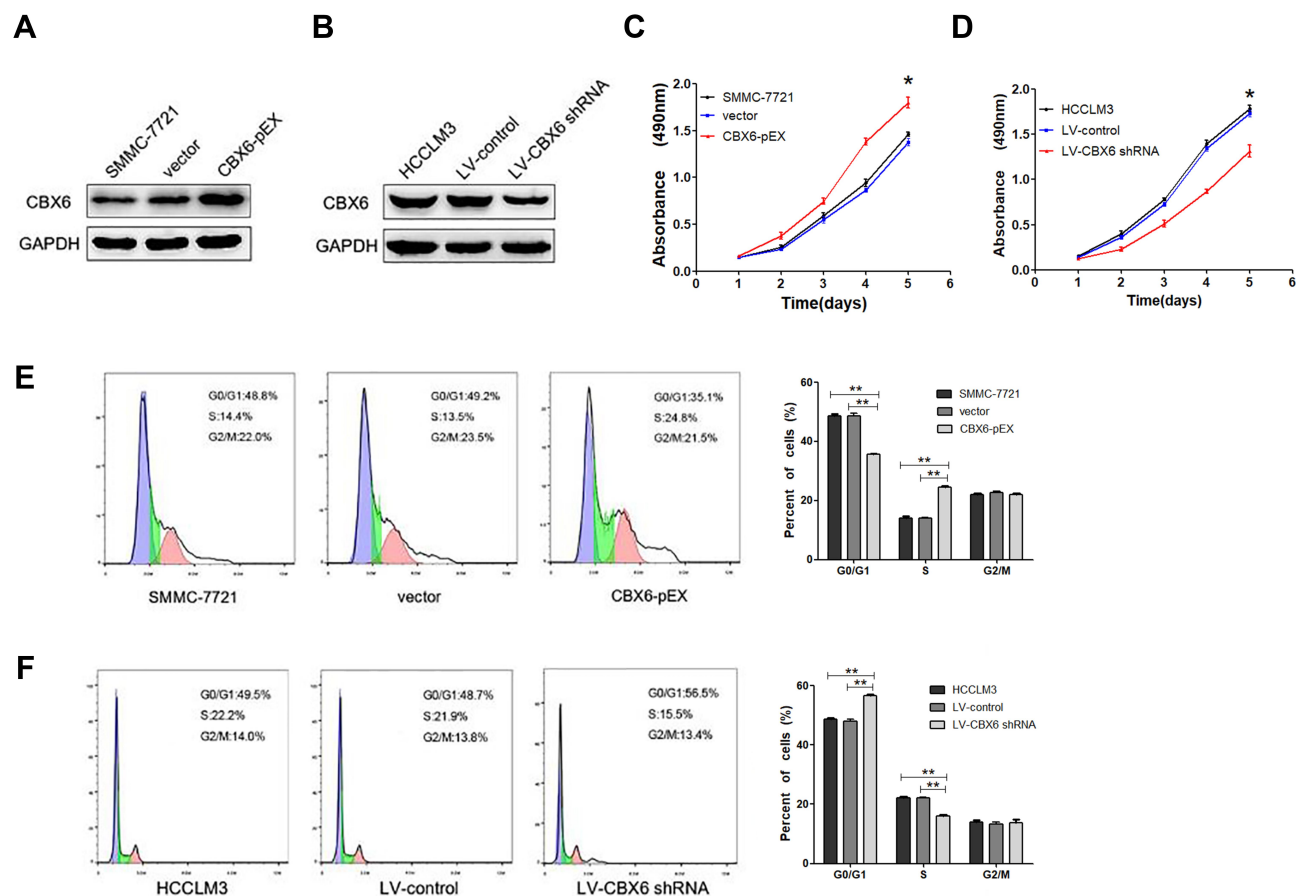 A
B
C
D
SMMC-7721
vector
CBX6-pEX
CBX6
GAPDH
HCCLM3
LV-control
LV-CBX6 shRNA
CBX6
GAPDH
Absorbance (490nm)
2.0
1.5
1.0
0.5
0.0
SMMC-7721
vector
CBX6-pEX
*
1 2 3 4 5 6
Time(days)
Absorbance (490nm)
2.0
1.5
1.0
0.5
0.0
HCCLM3
LV-control
LV-CBX6 shRNA
*
1 2 3 4 5 6
Time(days)
E
G0/G1:48.8%
S:14.4%
G2/M:22.0%
SMMC-7721
G0/G1:49.2%
S:13.5%
G2/M:23.5%
vector
G0/G1:35.1%
S:24.8%
G2/M:21.5%
CBX6-pEX
Percent of cells (%)
60
40
20
0
**
**
**
**
SMMC-7721
vector
CBX6-pEX
G0/G1 S G2/M
F
G0/G1:49.5%
S:22.2%
G2/M:14.0%
HCCLM3
G0/G1:48.7%
S:21.9%
G2/M:13.8%
LV-control
G0/G1:56.5%
S:15.5%
G2/M:13.4%
LV-CBX6 shRNA
Percent of cells (%)
60
40
20
0
**
**
**
**
HCCLM3
LV-control
LV-CBX6 shRNA
G0/G1 S G2/M